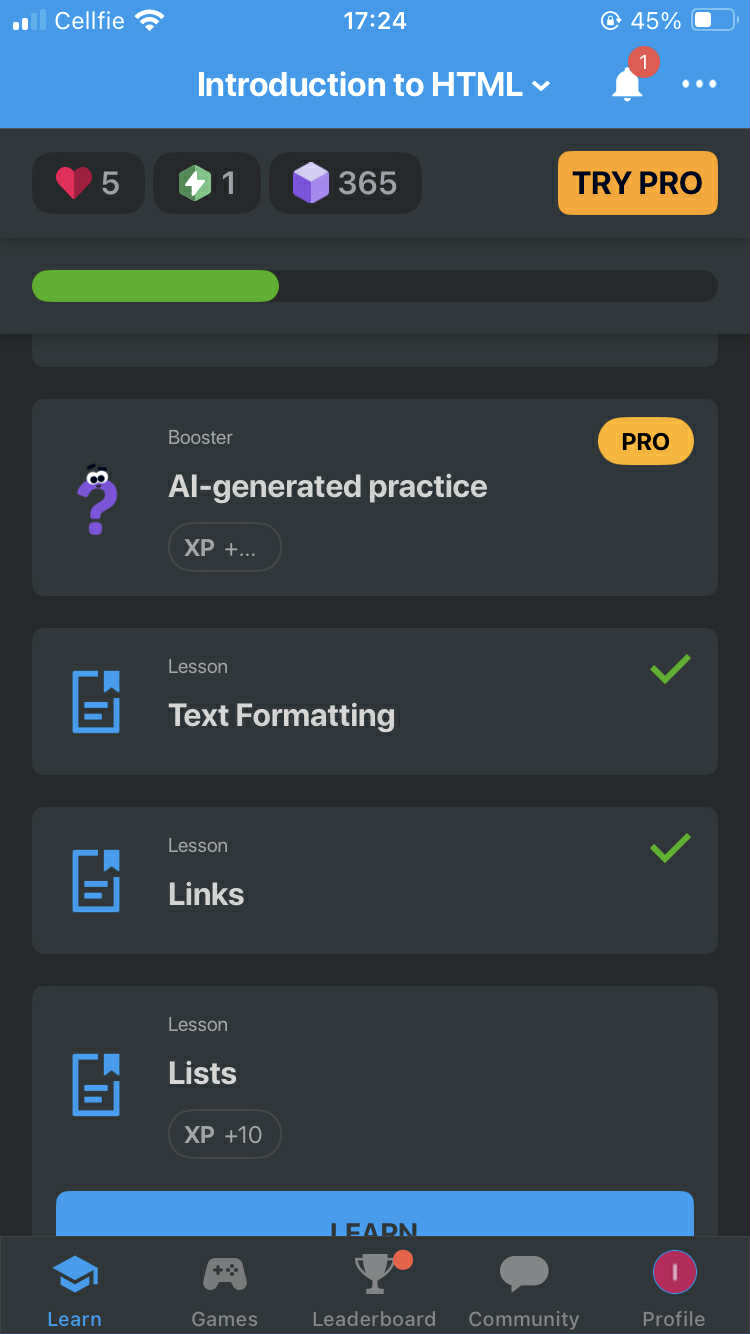 Cellfie 17:24 45%
Introduction to HTML 1
5 1 365 TRY PRO
Booster PRO
AI-generated practice
XP +...
Lesson
Text Formatting
Lesson
Links
Lesson
Lists
XP +10
LEARN
Learn Games Leaderboard Community Profile
I